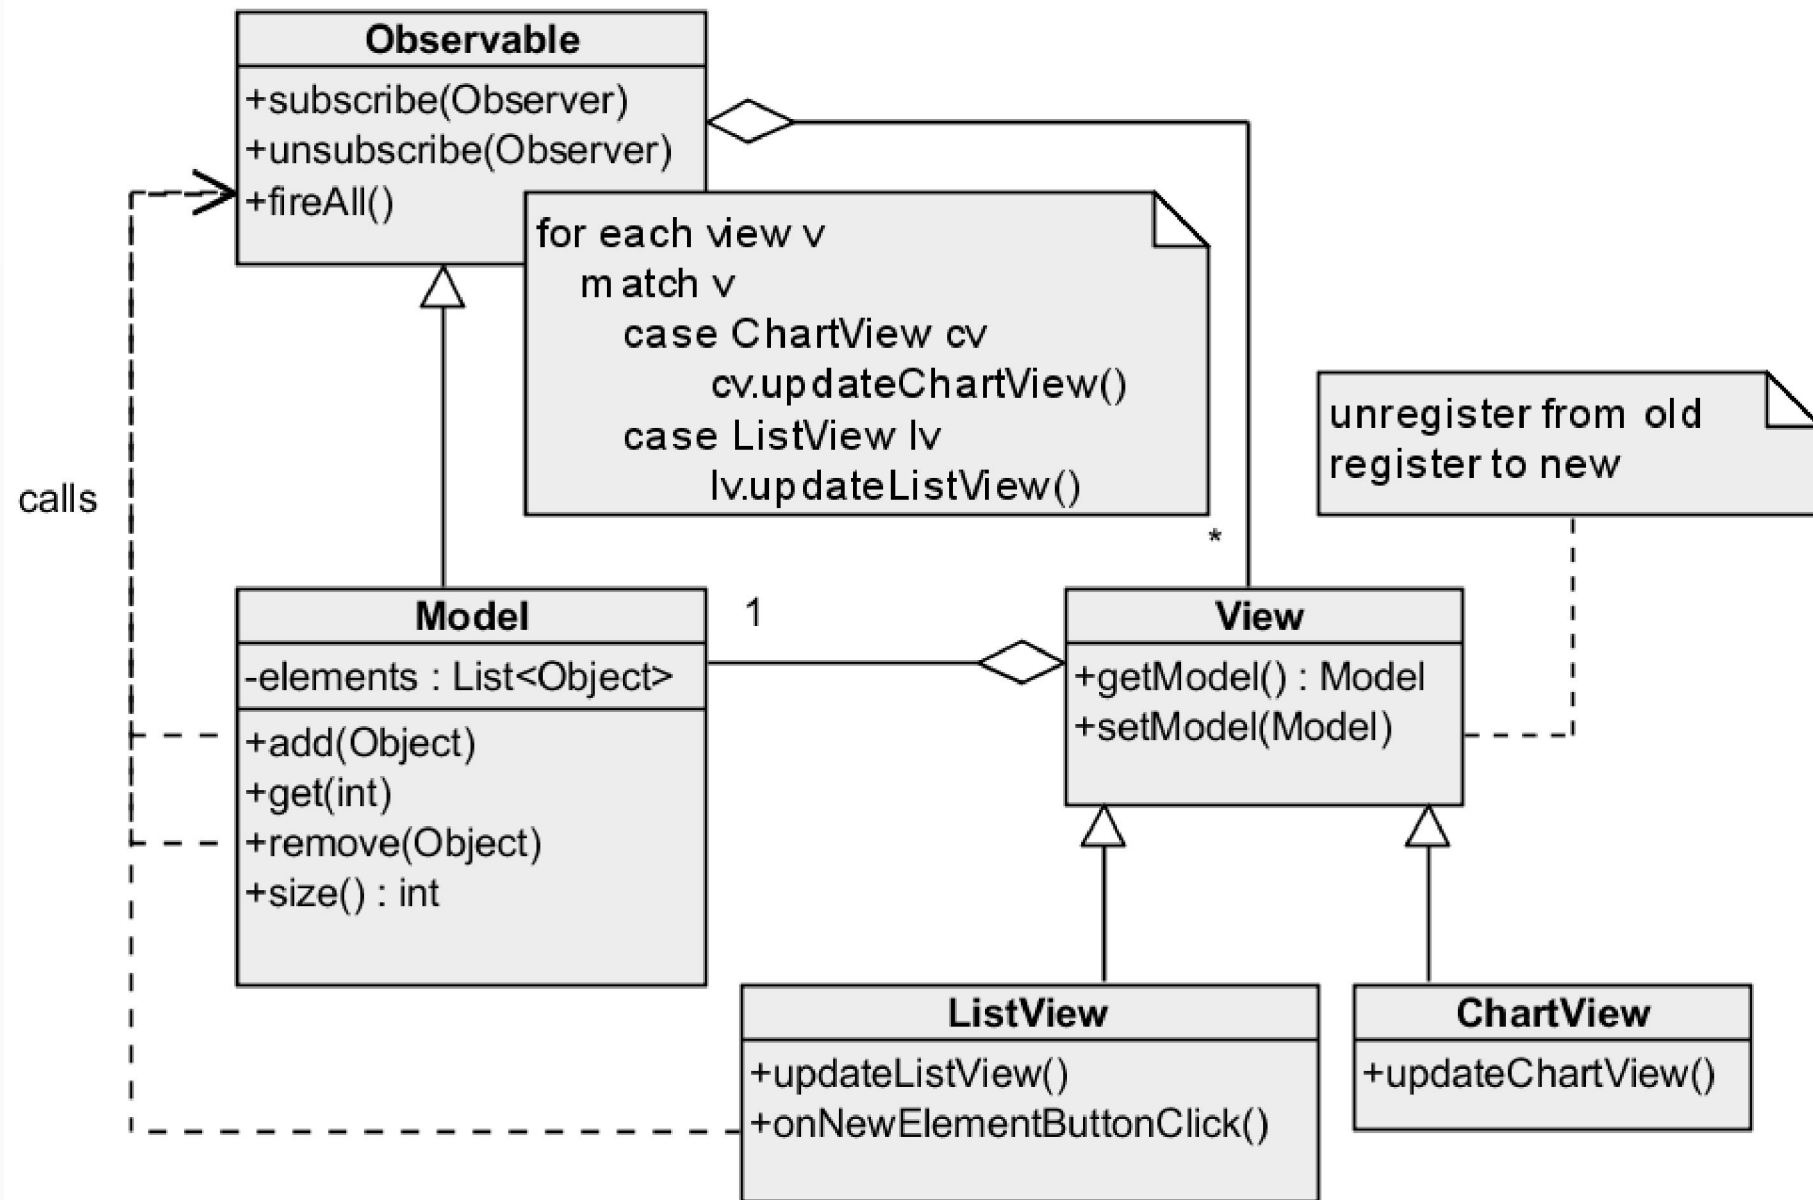 Observable
+subscribe(Observer)
+unsubscribe(Observer)
+fireAll()
for each view v
match v
case ChartView cv
cv.updateChartView()
case ListView lv
lv.updateListView()
unregister from old
register to new
calls
*
1
Model
-elements : List<Object>
+add(Object)
+get(int)
+remove(Object)
+size() : int
View
+getModel() : Model
+setModel(Model)
ListView
+updateListView()
+onNewElementButtonClick()
ChartView
+updateChartView()